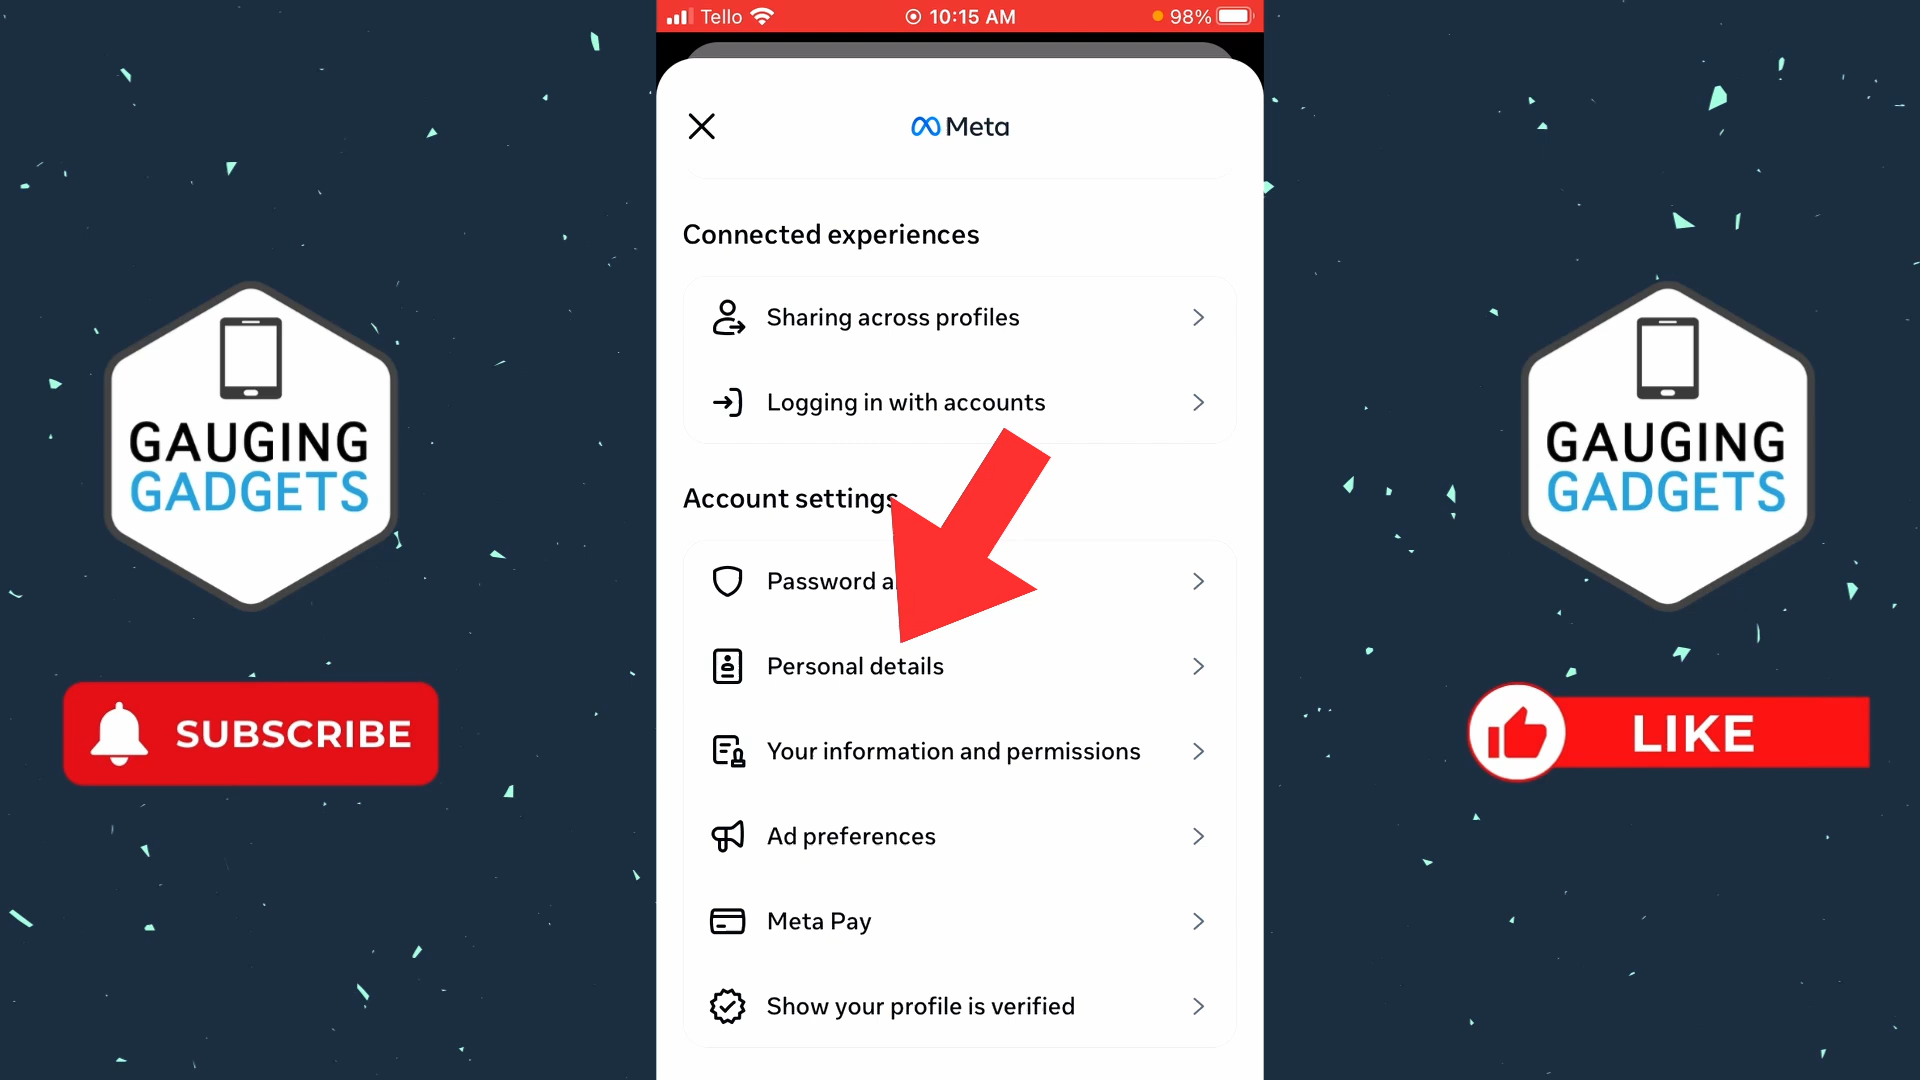 Tello
10:15 AM
98%
Meta
Connected experiences
Sharing across profiles
Logging in with accounts
Account settings
Password a
Personal details
Your information and permissions
Ad preferences
Meta Pay
Show your profile is verified
GAUGING
GADGETS
SUBSCRIBE
GAUGING
GADGETS
LIKE